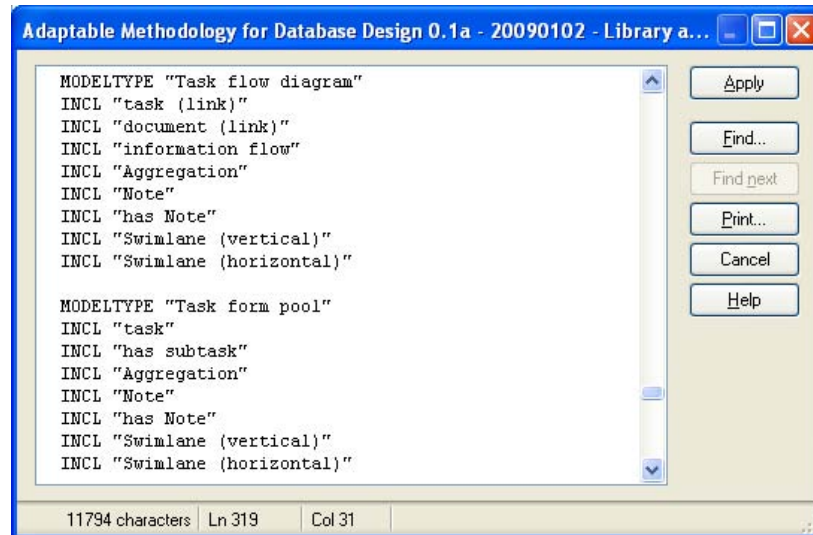 Adaptable Methodology for Database Design 0.1a - 20090102 - Library a...
MODELTYPE "Task flow diagram"
INCL "task (link)"
INCL "document (link)"
INCL "information flow"
INCL "Aggregation"
INCL "Note"
INCL "has Note"
INCL "Swimlane (vertical)"
INCL "Swimlane (horizontal)"
MODELTYPE "Task form pool"
INCL "task"
INCL "has subtask"
INCL "Aggregation"
INCL "Note"
INCL "has Note"
INCL "Swimlane (vertical)"
INCL "Swimlane (horizontal)"
Apply
Find...
Find next
Print...
Cancel
Help
11794 characters Ln 319 Col 31